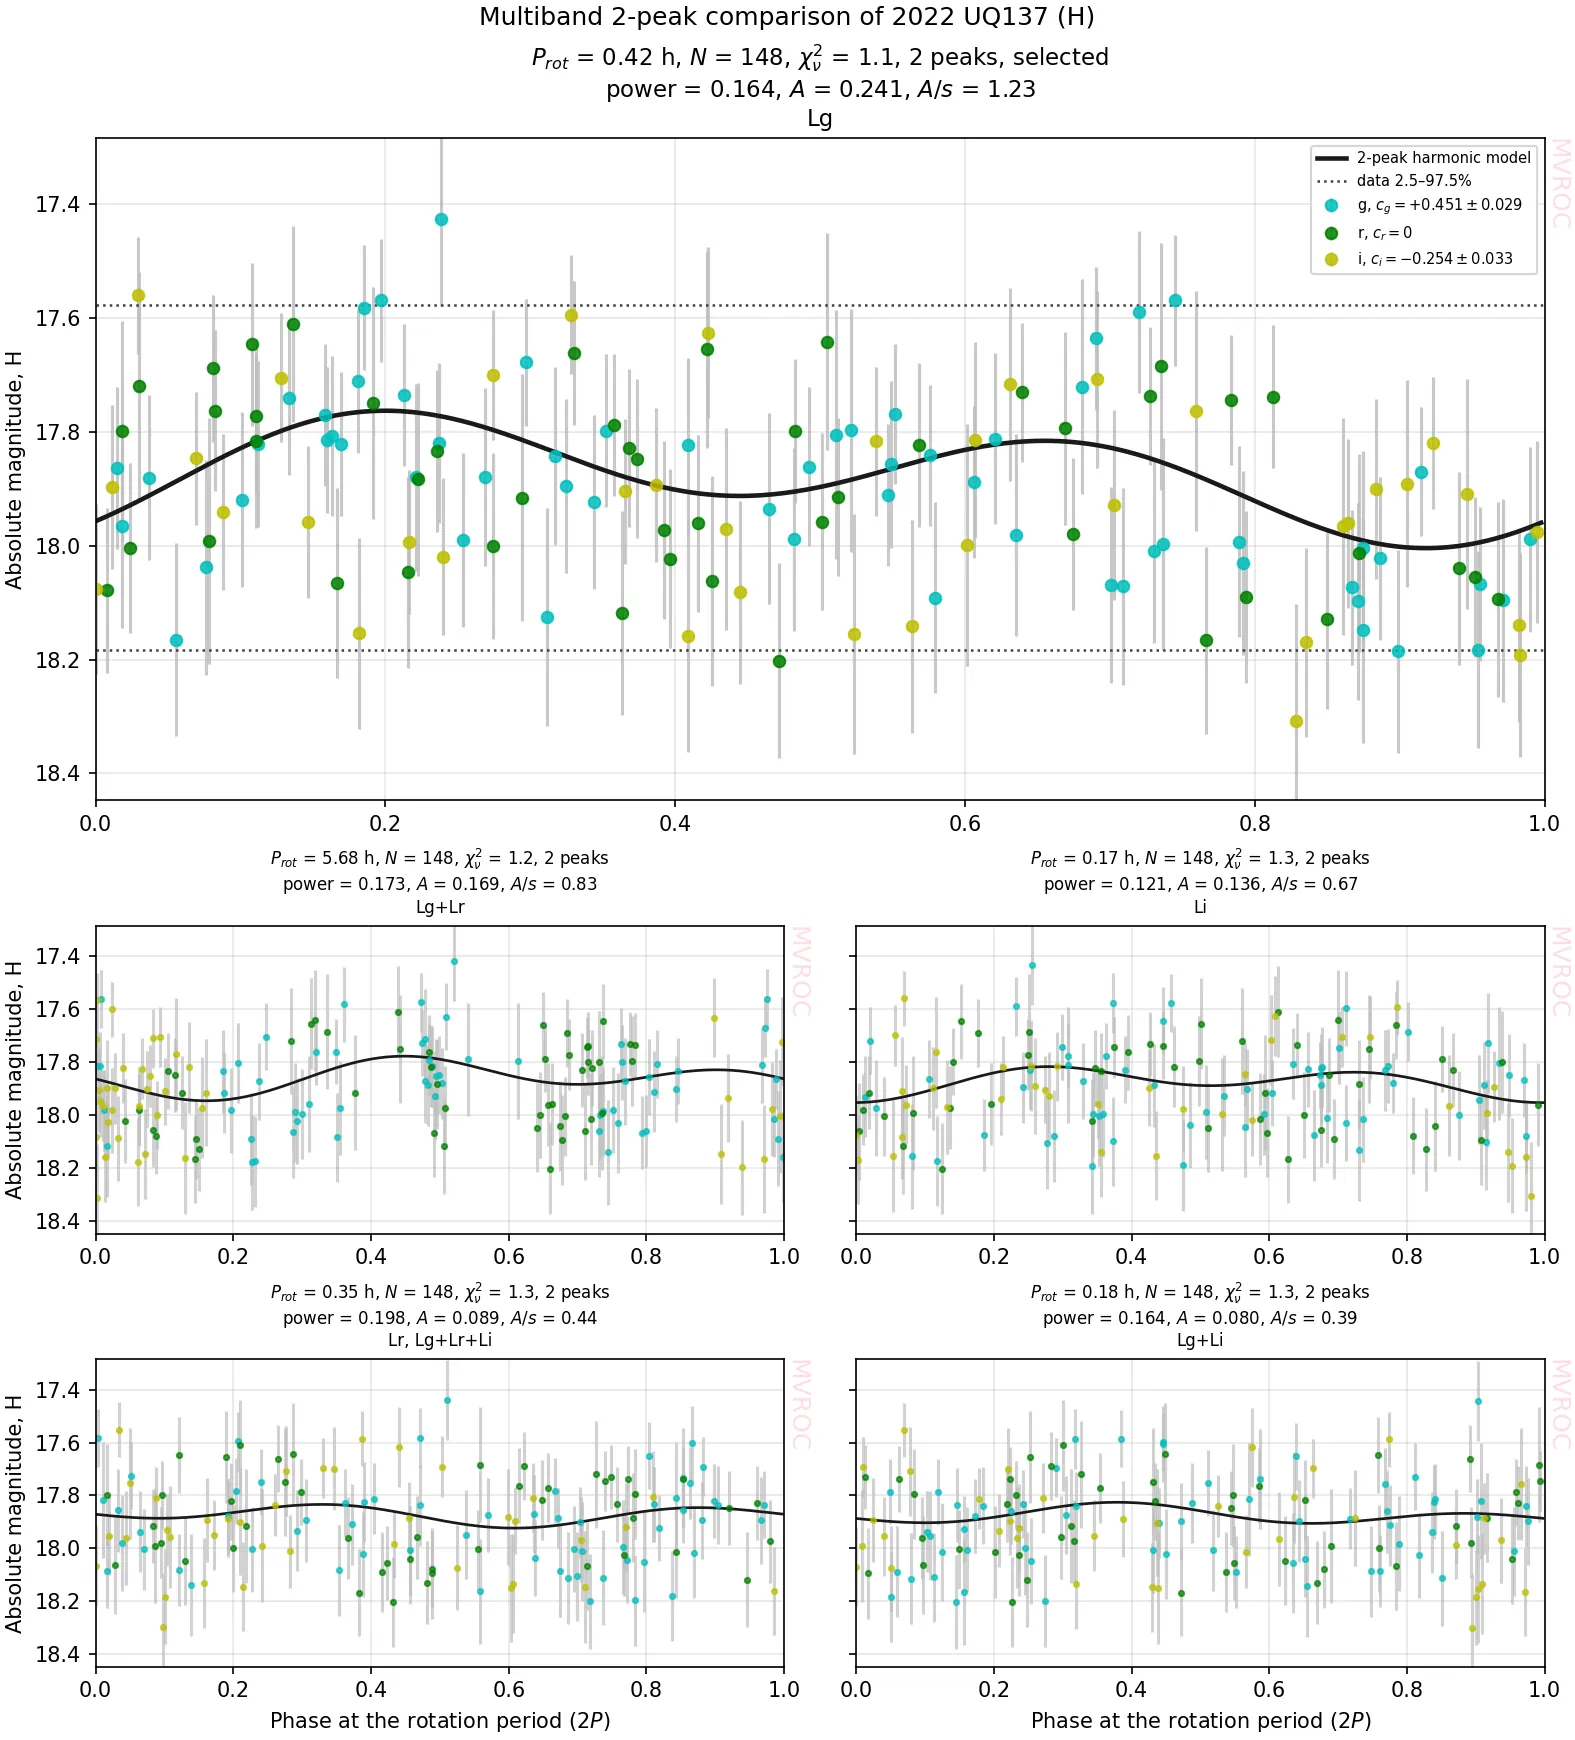 Multiband 2-peak comparison of 2022 UQ137 (H)
P_rot = 0.42 h, N = 148, χ²_ν = 1.1, 2 peaks, selected
power = 0.164, A = 0.241, A/s = 1.23
Lg
2-peak harmonic model
data 2.5–97.5%
g, c_g = +0.451 ± 0.029
r, c_r = 0
i, c_i = −0.254 ± 0.033
MVROC
Absolute magnitude, H
17.4
17.6
17.8
18.0
18.2
18.4
0.0 0.2 0.4 0.6 0.8 1.0
P_rot = 5.68 h, N = 148, χ²_ν = 1.2, 2 peaks
power = 0.173, A = 0.169, A/s = 0.83
Lg+Lr
MVROC
Absolute magnitude, H
17.4
17.6
17.8
18.0
18.2
18.4
0.0 0.2 0.4 0.6 0.8 1.0
P_rot = 0.17 h, N = 148, χ²_ν = 1.3, 2 peaks
power = 0.121, A = 0.136, A/s = 0.67
Li
MVROC
0.0 0.2 0.4 0.6 0.8 1.0
P_rot = 0.35 h, N = 148, χ²_ν = 1.3, 2 peaks
power = 0.198, A = 0.089, A/s = 0.44
Lr, Lg+Lr+Li
MVROC
Absolute magnitude, H
17.4
17.6
17.8
18.0
18.2
18.4
0.0 0.2 0.4 0.6 0.8 1.0
Phase at the rotation period (2P)
P_rot = 0.18 h, N = 148, χ²_ν = 1.3, 2 peaks
power = 0.164, A = 0.080, A/s = 0.39
Lg+Li
MVROC
0.0 0.2 0.4 0.6 0.8 1.0
Phase at the rotation period (2P)